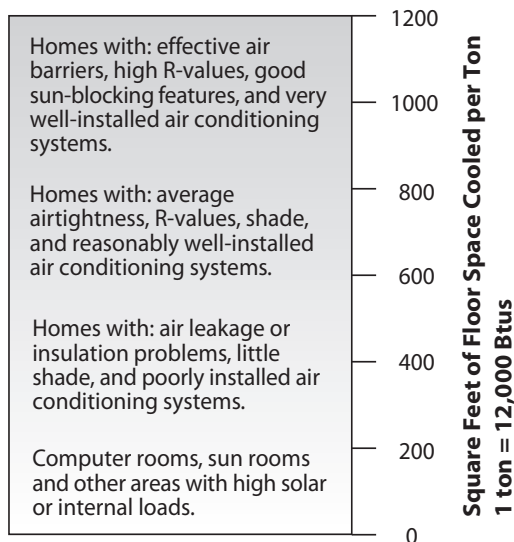 Homes with: effective air
barriers, high R-values, good
sun-blocking features, and very
well-installed air conditioning
systems.
Homes with: average
airtightness, R-values, shade,
and reasonably well-installed
air conditioning systems.
Homes with: air leakage or
insulation problems, little
shade, and poorly installed air
conditioning systems.
Computer rooms, sun rooms
and other areas with high solar
or internal loads.
1200
1000
800
600
400
200
0
Square Feet of Floor Space Cooled per Ton
1 ton = 12,000 Btus